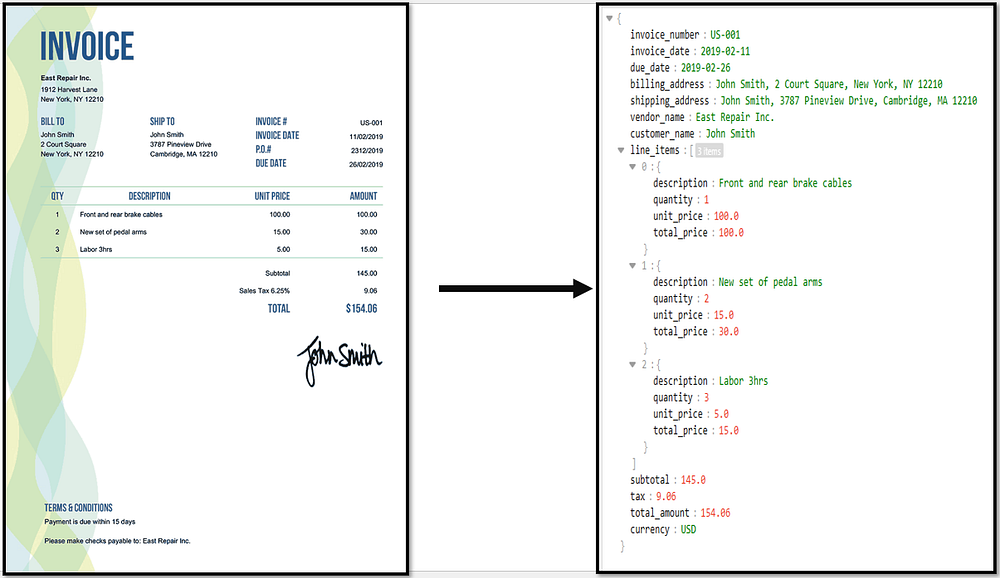 INVOICE
East Repair Inc.
1912 Harvest Lane
New York, NY 12210
BILL TO
John Smith
2 Court Square
New York, NY 12210
SHIP TO
John Smith
3787 Pineview Drive
Cambridge, MA 12210
INVOICE # US-001
INVOICE DATE 11/02/2019
P.O.# 2312/2019
DUE DATE 26/02/2019
QTY DESCRIPTION UNIT PRICE AMOUNT
1 Front and rear brake cables 100.00 100.00
2 New set of pedal arms 15.00 30.00
3 Labor 3hrs 5.00 15.00
Subtotal 145.00
Sales Tax 6.25% 9.06
TOTAL $154.06
John Smith
TERMS & CONDITIONS
Payment is due within 15 days
Please make checks payable to: East Repair Inc.
{
invoice_number : US-001
invoice_date : 2019-02-11
due_date : 2019-02-26
billing_address : John Smith, 2 Court Square, New York, NY 12210
shipping_address : John Smith, 3787 Pineview Drive, Cambridge, MA 12210
vendor_name : East Repair Inc.
customer_name : John Smith
line_items : [ 3 items
0 : {
description : Front and rear brake cables
quantity : 1
unit_price : 100.0
total_price : 100.0
}
1 : {
description : New set of pedal arms
quantity : 2
unit_price : 15.0
total_price : 30.0
}
2 : {
description : Labor 3hrs
quantity : 3
unit_price : 5.0
total_price : 15.0
}
]
subtotal : 145.0
tax : 9.06
total_amount : 154.06
currency : USD
}